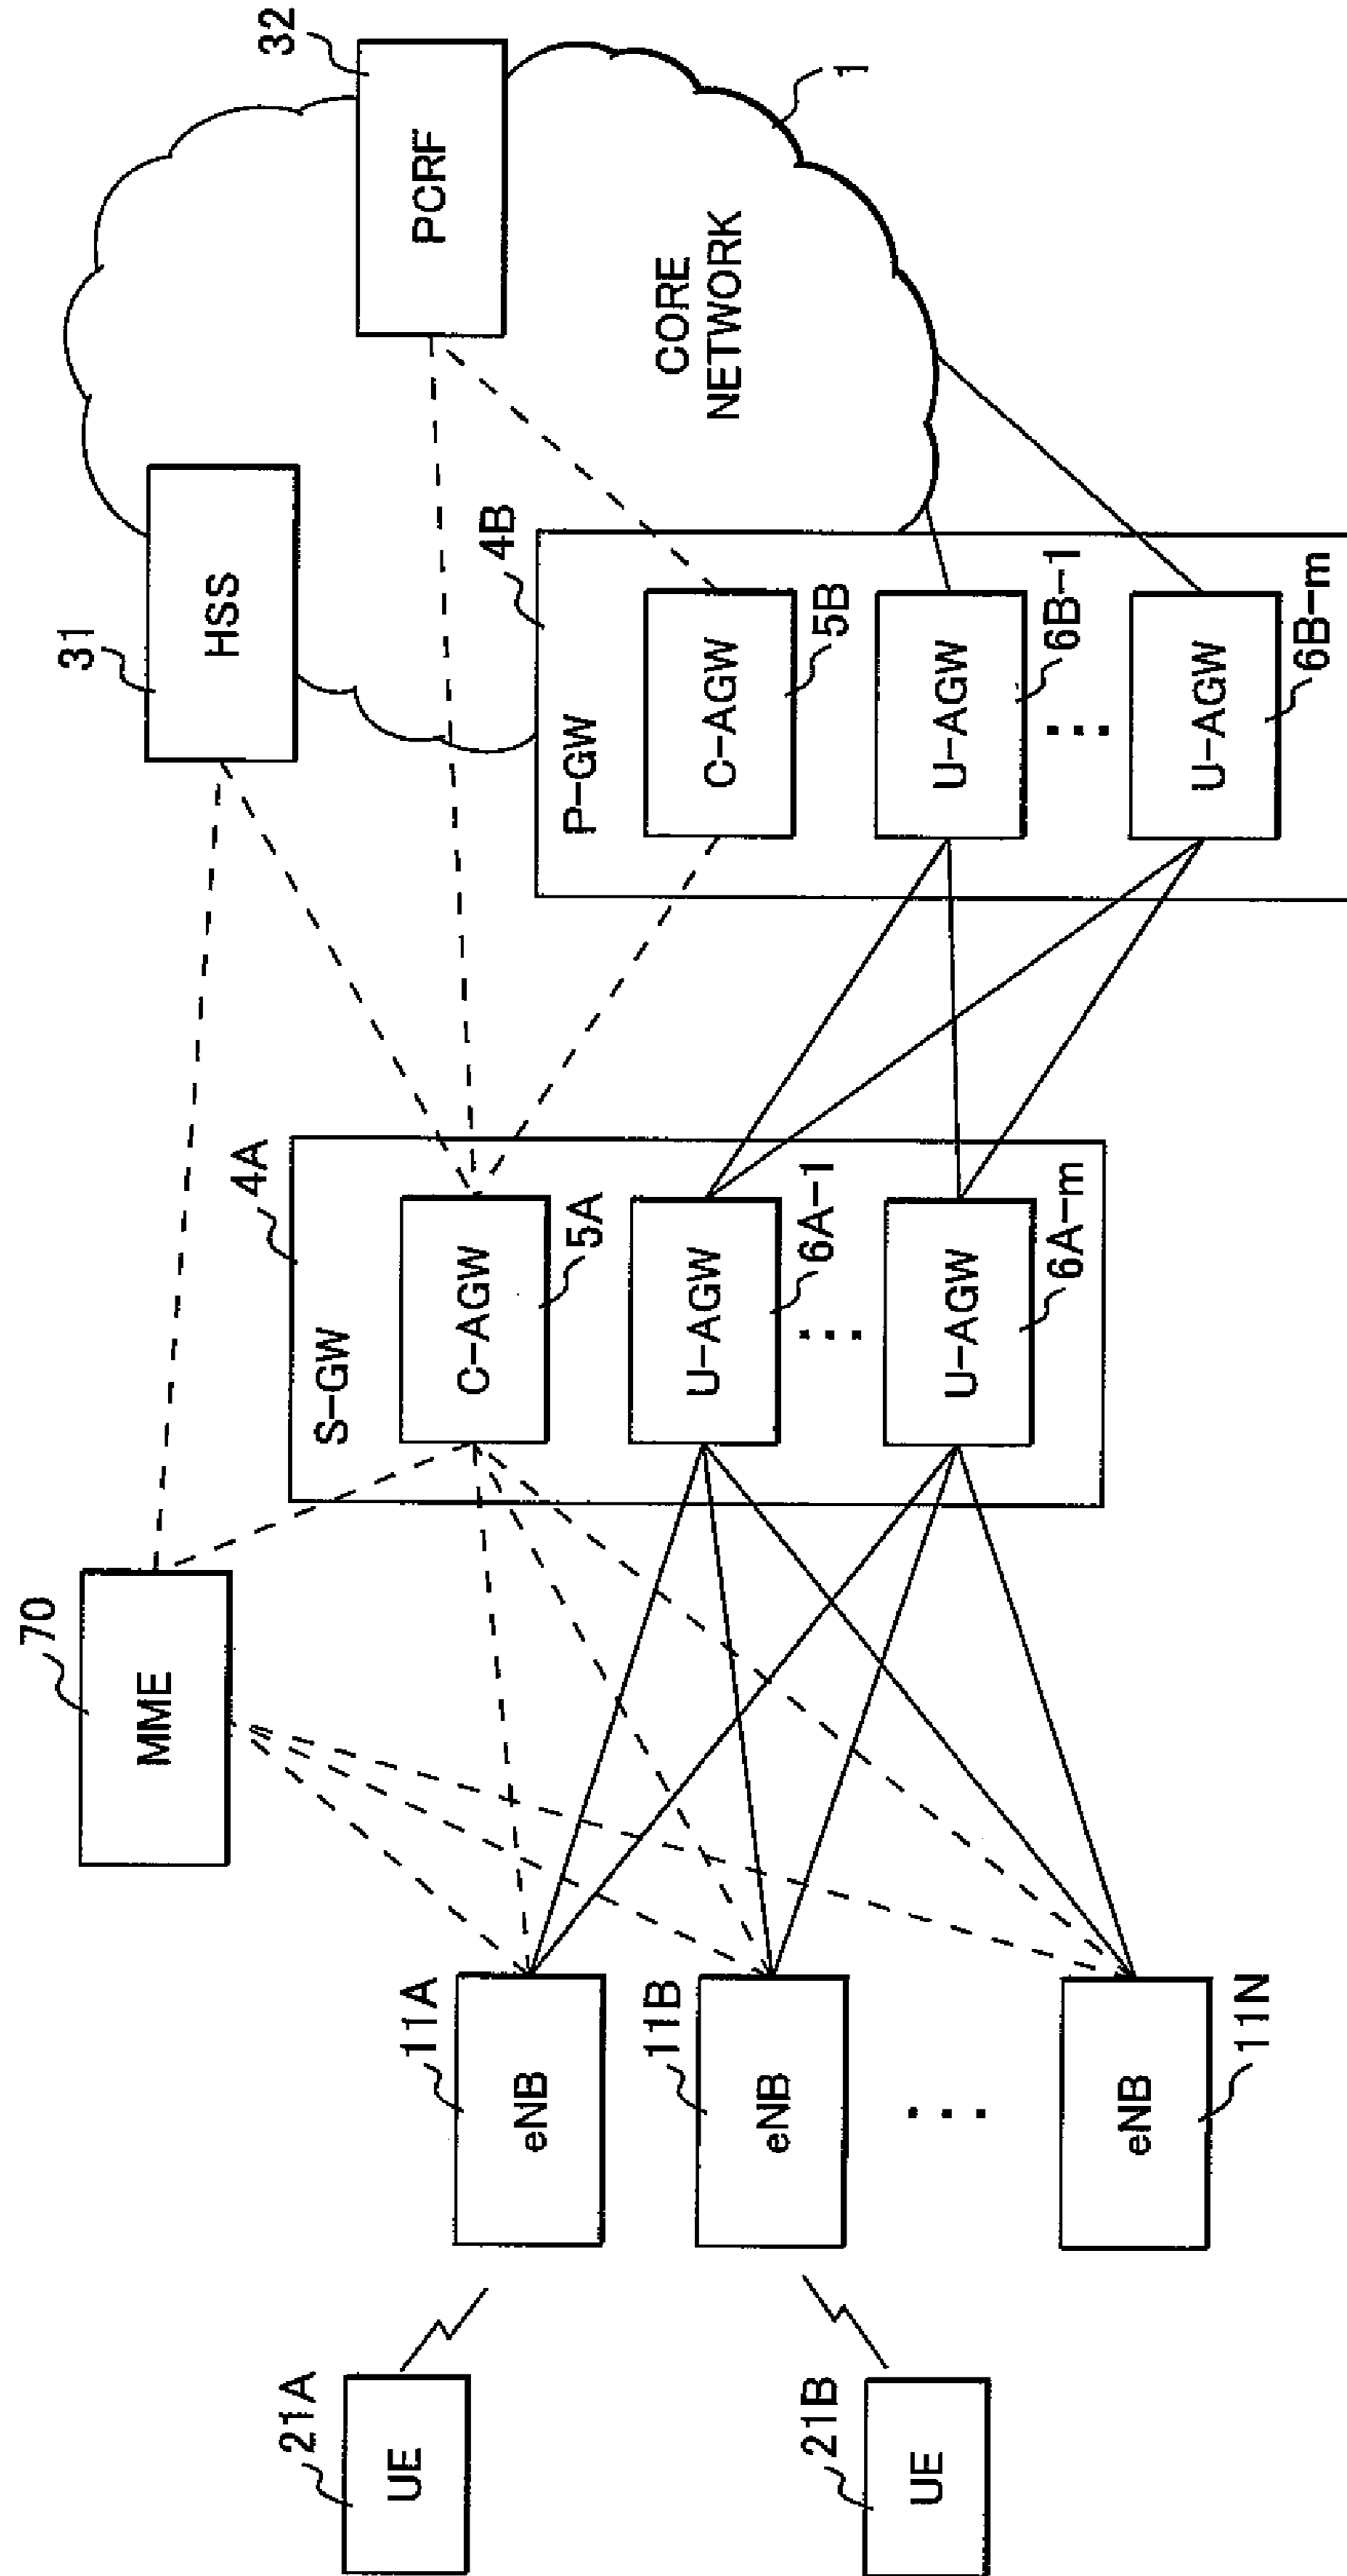 21A
UE
21B
UE
11A
eNB
11B
eNB
...
eNB
11N
70
MME
4A
S-GW
C-AGW
5A
U-AGW
6A-1
...
U-AGW
6A-m
4B
P-GW
C-AGW
5B
U-AGW
6B-1
...
U-AGW
6B-m
31
HSS
32
PCRF
CORE
NETWORK
1